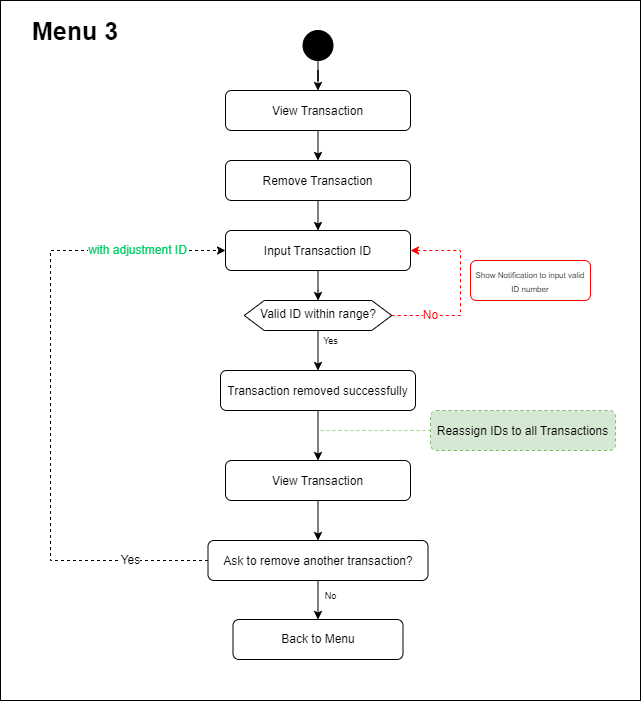 Menu 3
View Transaction
Remove Transaction
with adjustment ID
Input Transaction ID
Show Notification to input valid
ID number
Valid ID within range?
No
Yes
Transaction removed successfully
Reassign IDs to all Transactions
View Transaction
Yes
Ask to remove another transaction?
No
Back to Menu